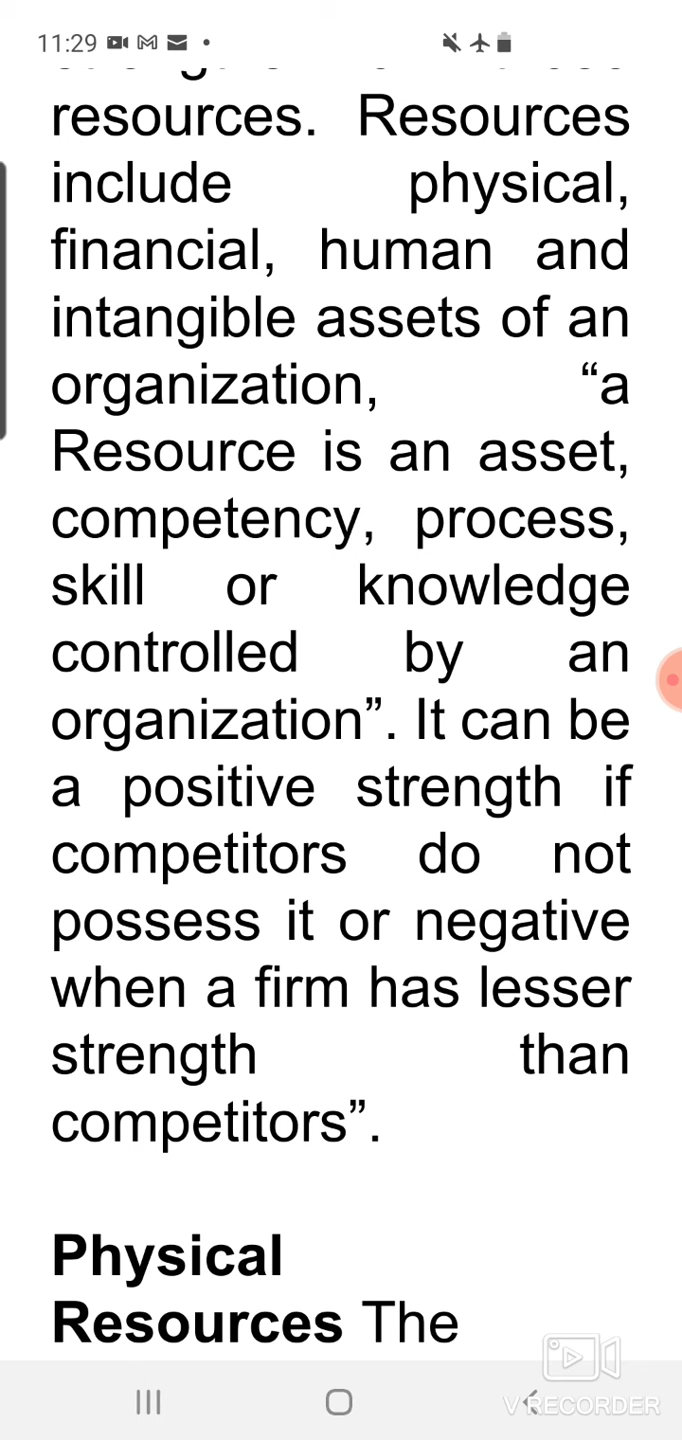 11:29
resources. Resources
include physical,
financial, human and
intangible assets of an
organization, “a
Resource is an asset,
competency, process,
skill or knowledge
controlled by an
organization”. It can be
a positive strength if
competitors do not
possess it or negative
when a firm has lesser
strength than
competitors”.
Physical
Resources The
V RECORDER